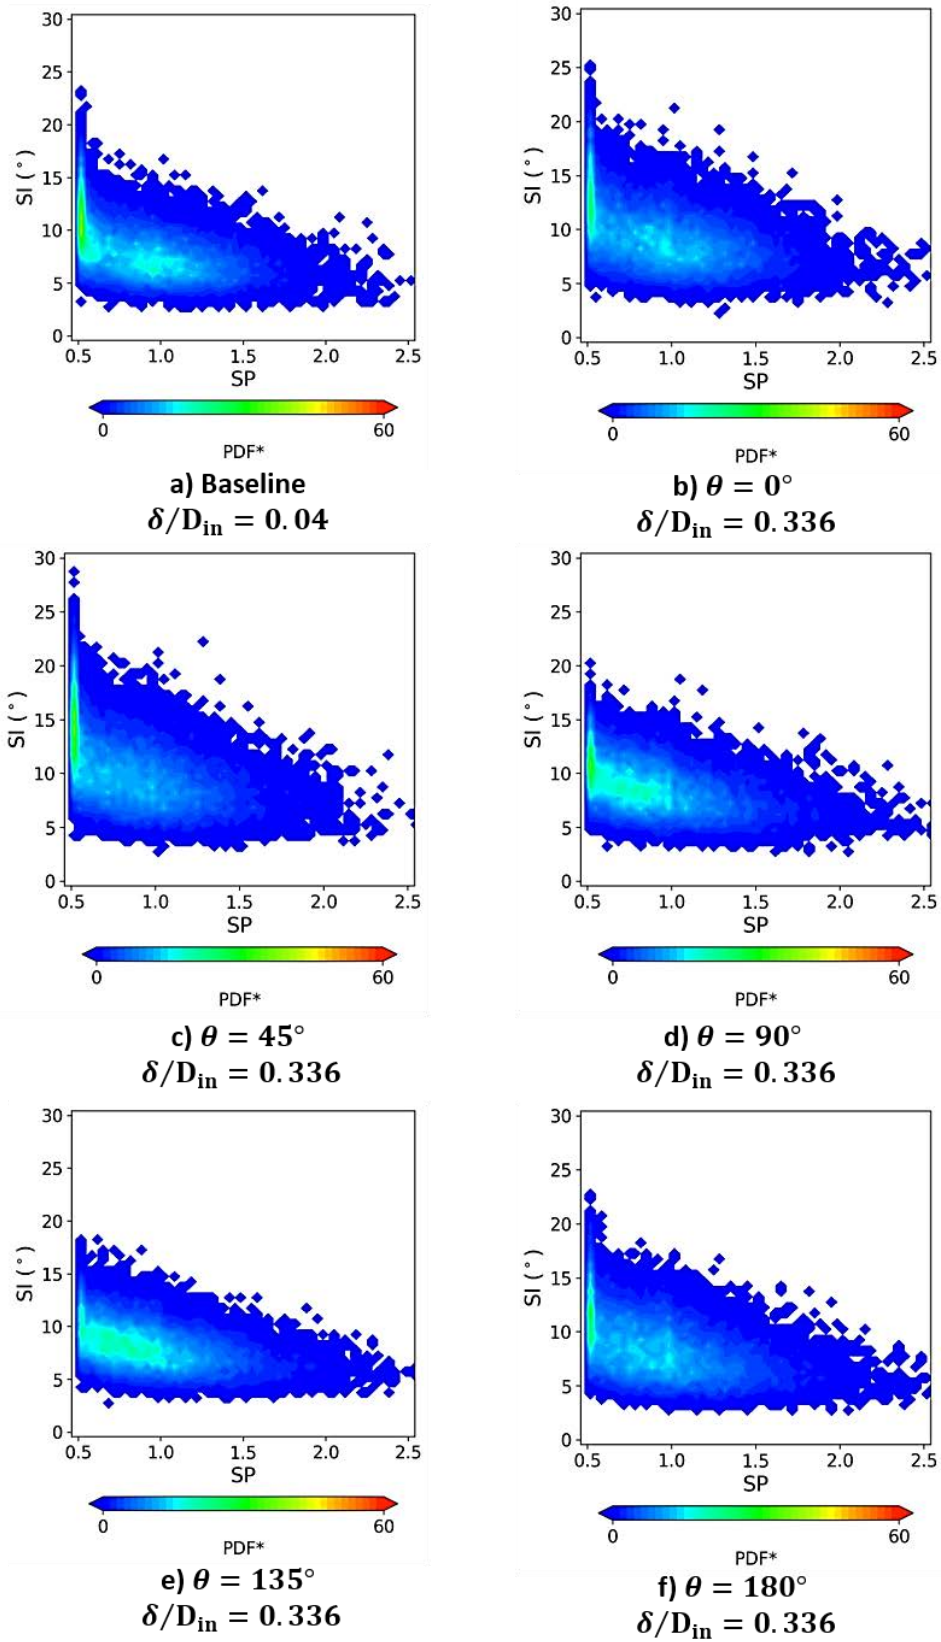 30
25
20
15
10
5
0
SI (°)
0.5 1.0 1.5 2.0 2.5
SP
0 60
PDF*
a) Baseline
δ/D_in = 0.04
30
25
20
15
10
5
0
SI (°)
0.5 1.0 1.5 2.0 2.5
SP
0 60
PDF*
b) θ = 0°
δ/D_in = 0.336
30
25
20
15
10
5
0
SI (°)
0.5 1.0 1.5 2.0 2.5
SP
0 60
PDF*
c) θ = 45°
δ/D_in = 0.336
30
25
20
15
10
5
0
SI (°)
0.5 1.0 1.5 2.0 2.5
SP
0 60
PDF*
d) θ = 90°
δ/D_in = 0.336
30
25
20
15
10
5
0
SI (°)
0.5 1.0 1.5 2.0 2.5
SP
0 60
PDF*
e) θ = 135°
δ/D_in = 0.336
30
25
20
15
10
5
0
SI (°)
0.5 1.0 1.5 2.0 2.5
SP
0 60
PDF*
f) θ = 180°
δ/D_in = 0.336